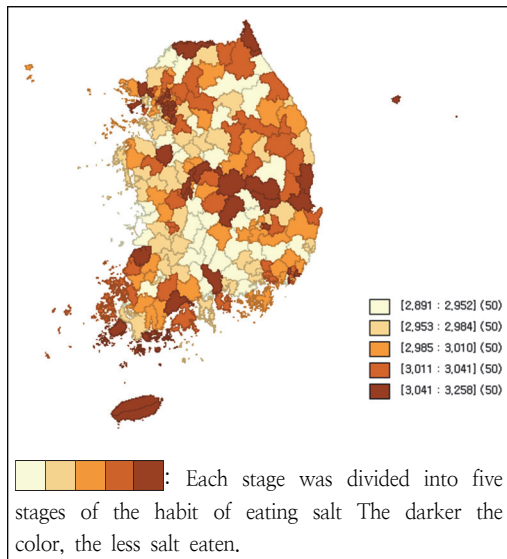 [2,891 : 2,952] (50)
[2,953 : 2,984] (50)
[2,985 : 3,010] (50)
[3,011 : 3,041] (50)
[3,041 : 3,258] (50)
: Each stage was divided into five
stages of the habit of eating salt The darker the
color, the less salt eaten.